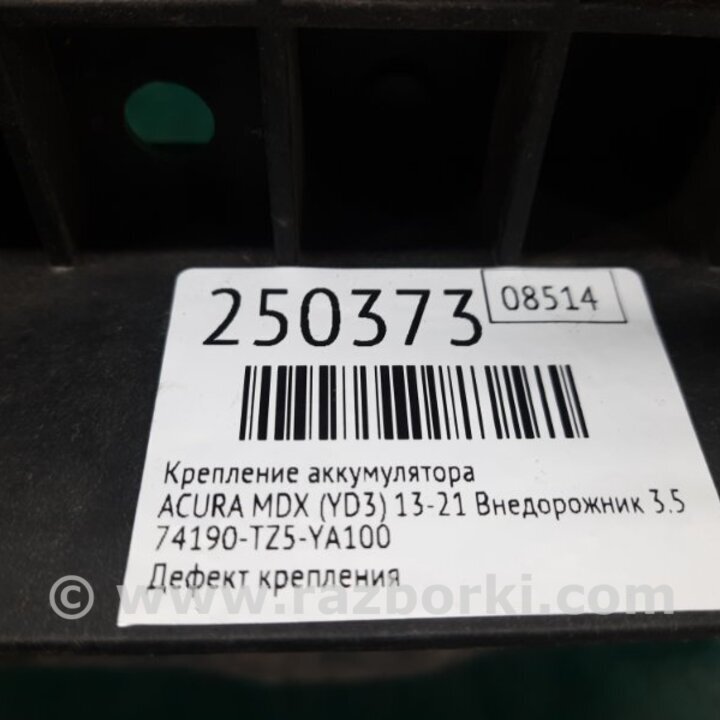 250373
08514
Крепление аккумулятора
ACURA MDX (YD3) 13-21 Внедорожник 3.5
74190-TZ5-YA100
Дефект крепления
© www.razborki.com